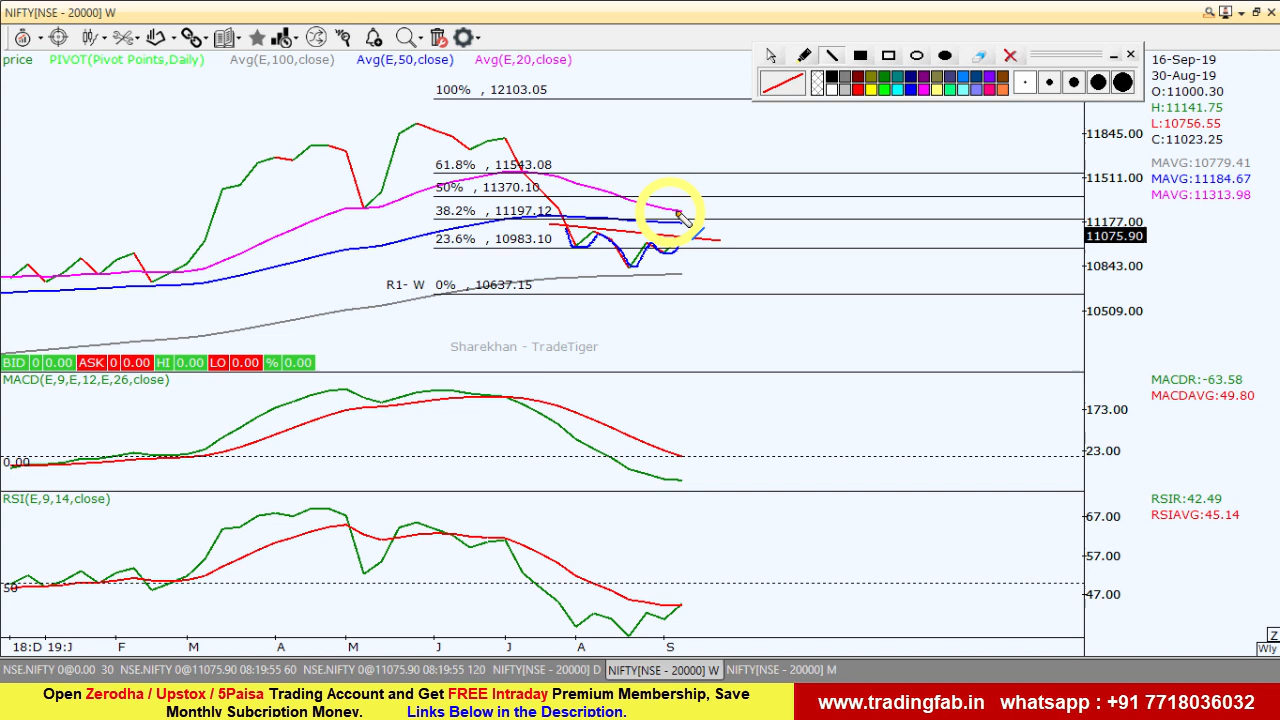 NIFTY[NSE - 20000] W
price PIVOT(Pivot Points,Daily) Avg(E,100,close) Avg(E,50,close) Avg(E,20,close)
16-Sep-19
30-Aug-19
O:11000.30
H:11141.75
L:10756.55
C:11023.25
MAVG:10779.41
MAVG:11184.67
MAVG:11313.98
100% , 12103.05
61.8% , 11543.08
50% , 11370.10
38.2% , 11197.12
23.6% , 10983.10
R1- W 0% , 10637.15
11845.00
11511.00
11177.00
11075.90
10843.00
10509.00
Sharekhan - TradeTiger
BID 0 0.00 ASK 0 0.00 HI 0.00 LO 0.00 % 0.00
MACD(E,9,E,12,E,26,close)
MACDR:-63.58
MACDAVG:49.80
173.00
23.00
0.00
RSI(E,9,14,close)
RSIR:42.49
RSIAVG:45.14
67.00
57.00
47.00
50
18:D 19:J F M A M J J A S
Z
Wly
NSE.NIFTY 0@0.00 30 NSE.NIFTY 0@11075.90 08:19:55 60 NSE.NIFTY 0@11075.90 08:19:55 120 NIFTY[NSE - 20000] D NIFTY[NSE - 20000] W NIFTY[NSE - 20000] M
Open Zerodha / Upstox / 5Paisa Trading Account and Get FREE Intraday Premium Membership, Save
Monthly Subcription Money. Links Below in the Description.
www.tradingfab.in whatsapp : +91 7718036032